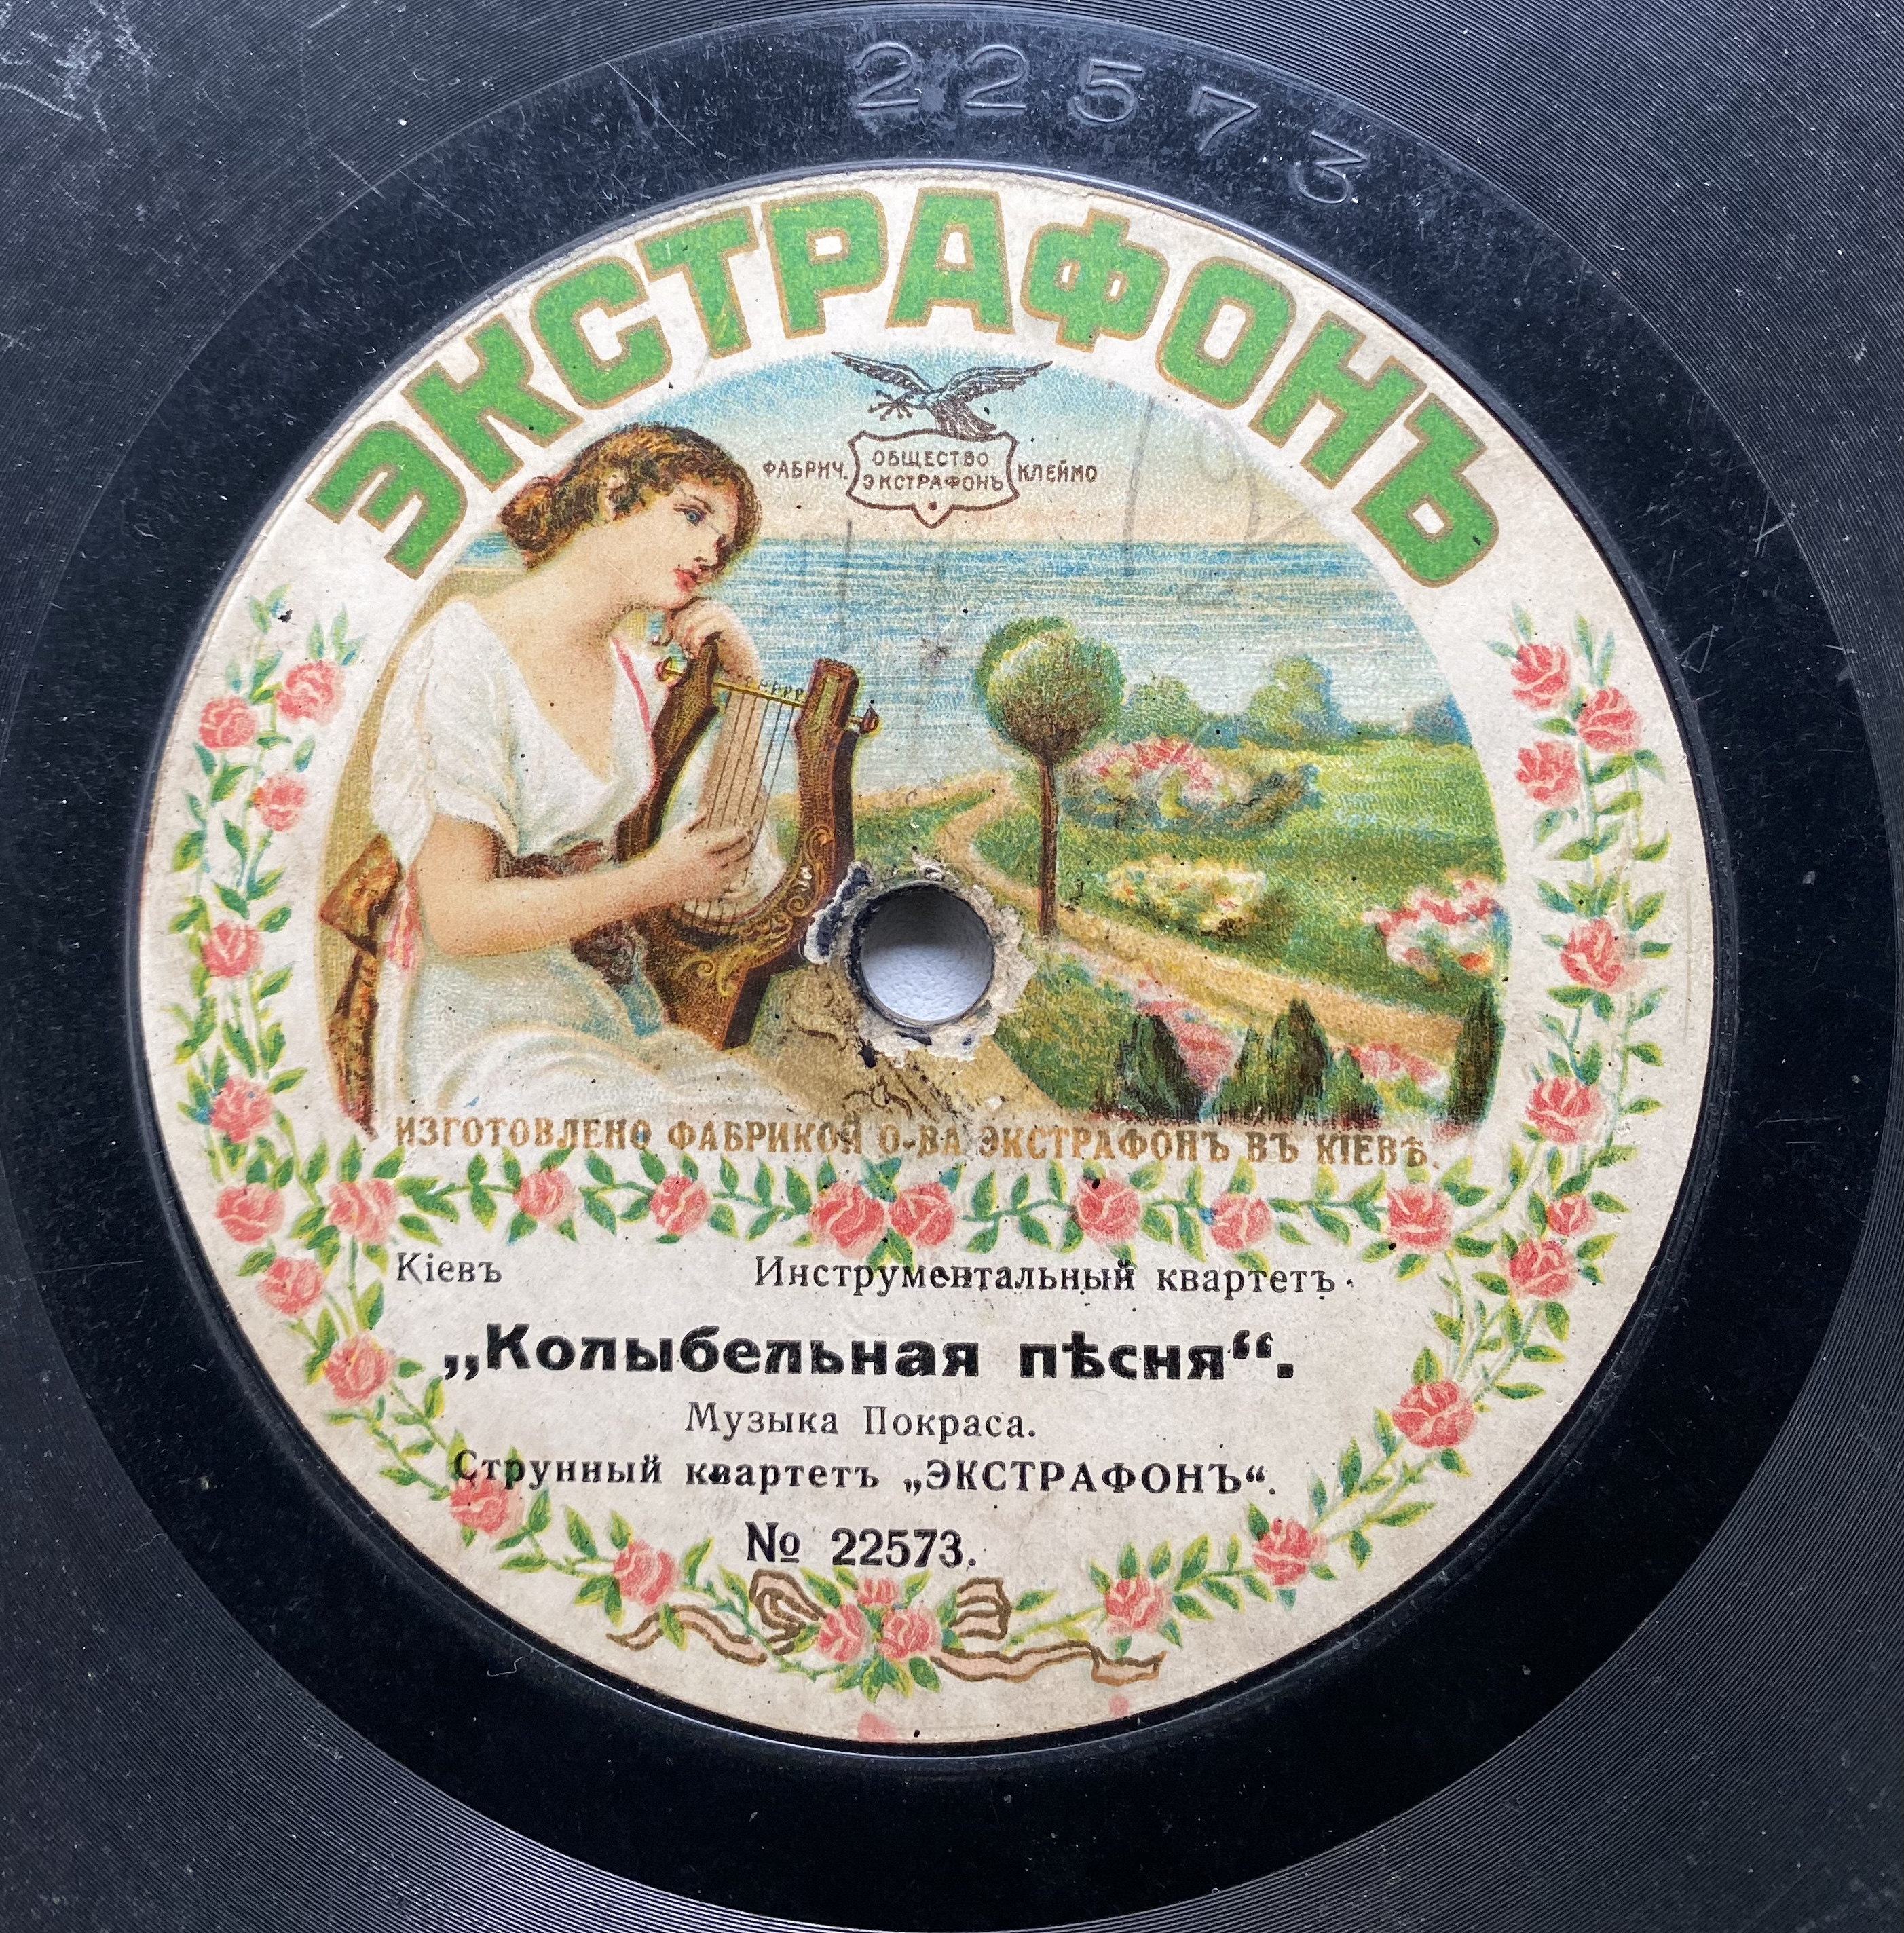 22573
ЭКСТРАФОНЪ
ФАБРИЧ. ОБЩЕСТВО ЭКСТРАФОНЪ КЛЕЙМО
ИЗГОТОВЛЕНО ФАБРИКОЙ О-ВА ЭКСТРАФОНЪ ВЪ КІЕВѢ.
Кіевъ Инструментальный квартетъ.
„Колыбельная пѣсня“.
Музыка Покраса.
Струнный квартетъ „ЭКСТРАФОНЪ“.
№ 22573.